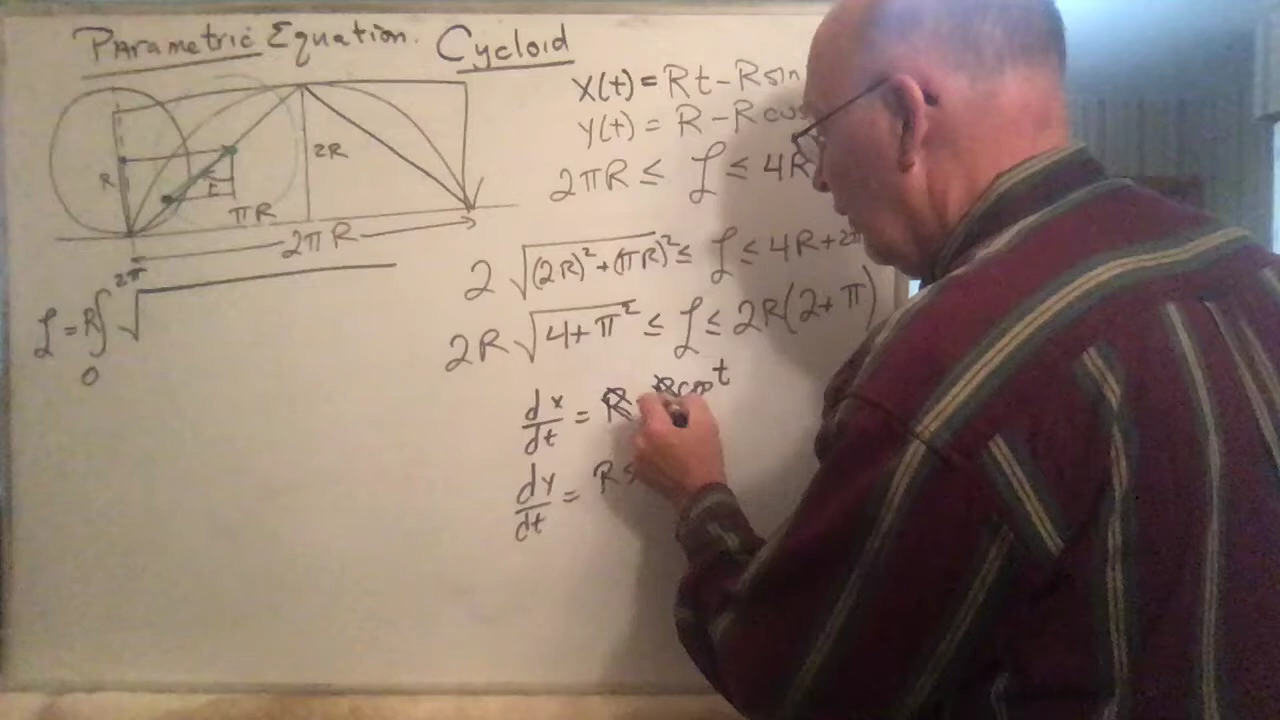 Parametric Equation. Cycloid
x(t) = Rt - R sin
y(t) = R - R cos
2πR ≤ L ≤ 4R
R
2R
πR
2πR
2√((2R)²+(πR)²) ≤ L ≤ 4R+2π
2R√(4+π²) ≤ L ≤ 2R(2+π)
L = R∫₀^2π √
dx/dt = R R cos t
dy/dt = R s